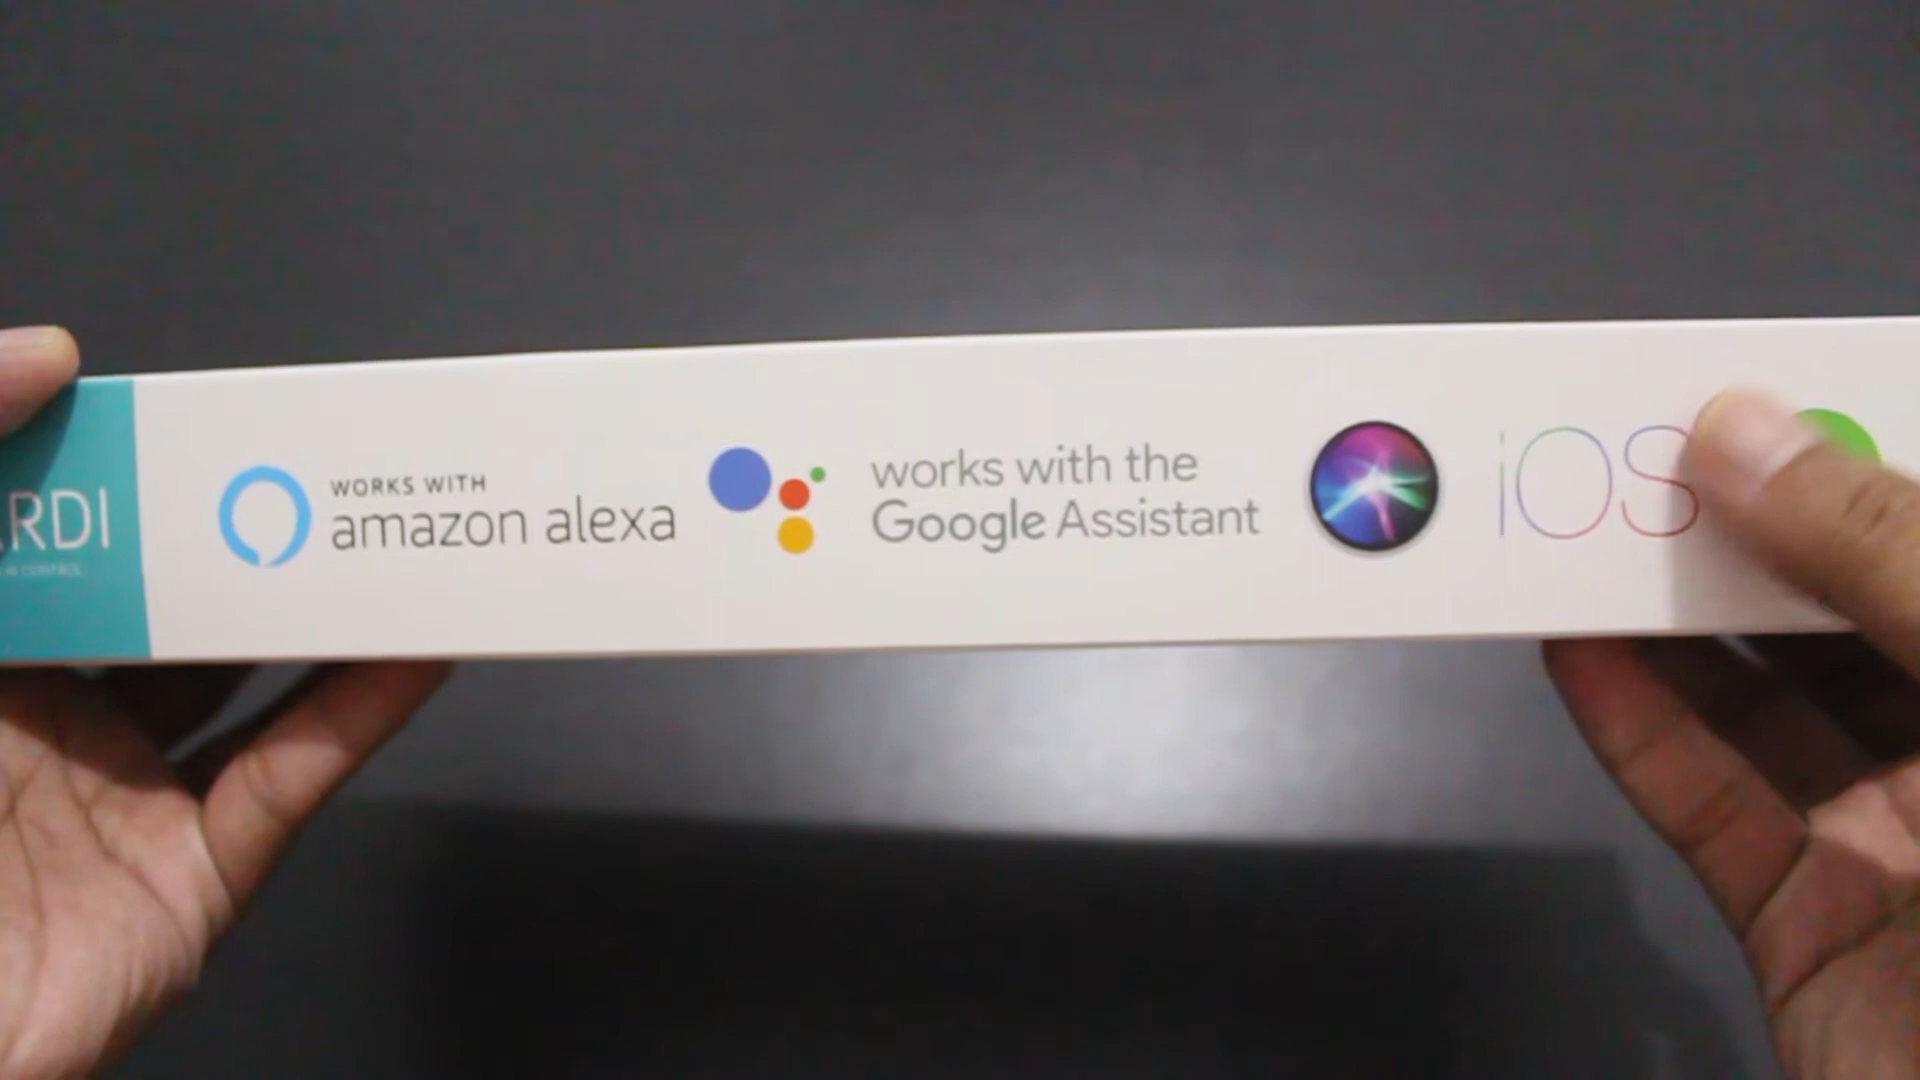 RDI
WORKS WITH
amazon alexa
works with the
Google Assistant
iOS